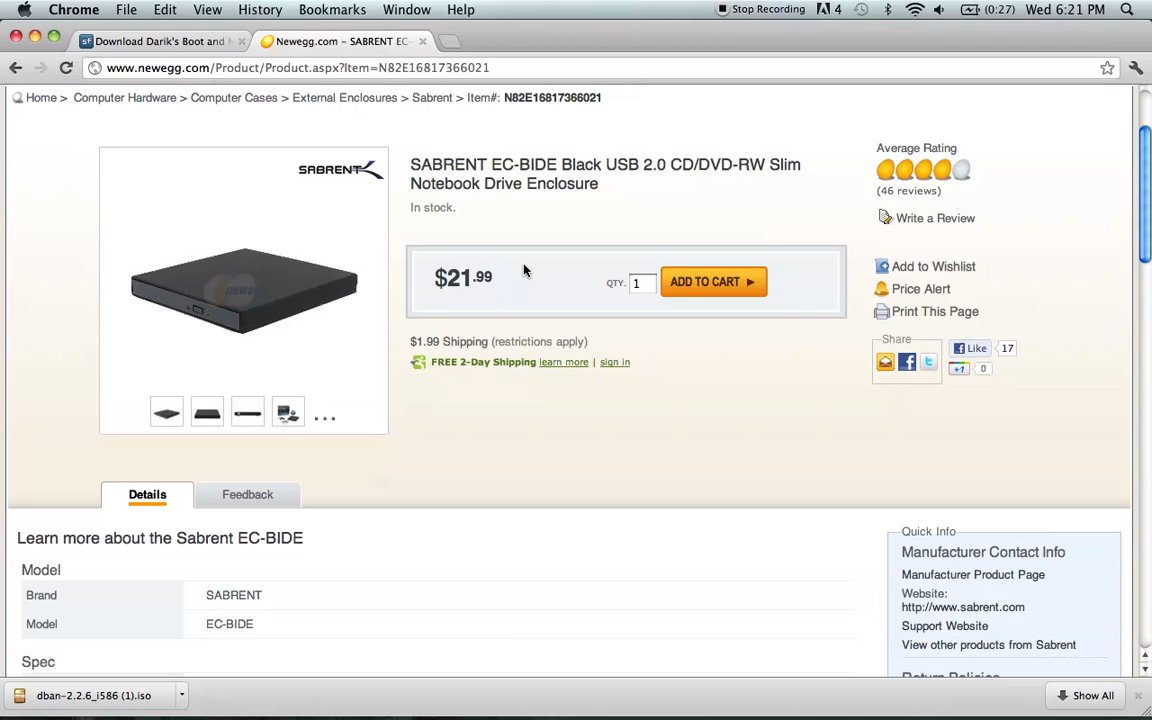 Chrome File Edit View History Bookmarks Window Help Stop Recording 4 (0:27) Wed 6:21 PM
Download Darik's Boot and Newegg.com – SABRENT EC-
www.newegg.com/Product/Product.aspx?Item=N82E16817366021
Home > Computer Hardware > Computer Cases > External Enclosures > Sabrent > Item#: N82E16817366021
SABRENT
SABRENT EC-BIDE Black USB 2.0 CD/DVD-RW Slim
Notebook Drive Enclosure
In stock.
$21.99 QTY. 1 ADD TO CART ►
$1.99 Shipping (restrictions apply)
FREE 2-Day Shipping learn more | sign in
...
Average Rating
(46 reviews)
Write a Review
Add to Wishlist
Price Alert
Print This Page
Share
Like 17
+1 0
Details Feedback
Learn more about the Sabrent EC-BIDE
Model
Brand SABRENT
Model EC-BIDE
Spec
Quick Info
Manufacturer Contact Info
Manufacturer Product Page
Website:
http://www.sabrent.com
Support Website
View other products from Sabrent
Return Policies
dban-2.2.6_i586 (1).iso Show All